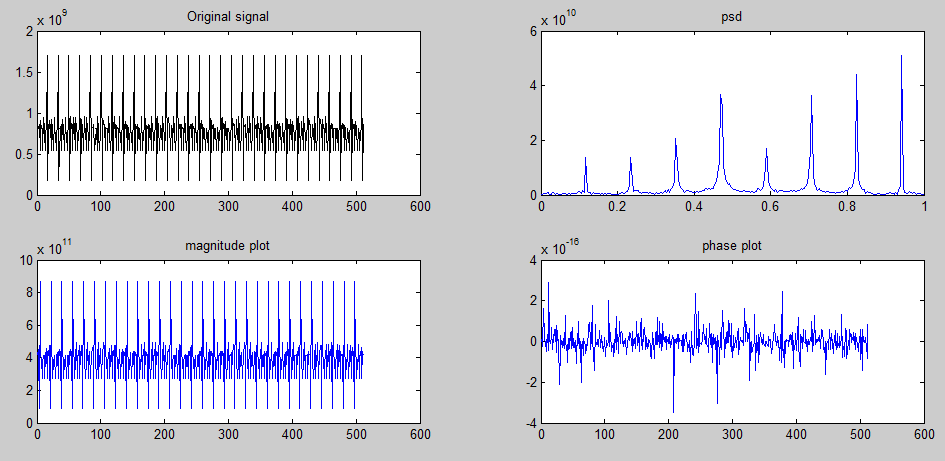 Original signal
x 10^9
2
1.5
1
0.5
0
0 100 200 300 400 500 600
psd
x 10^10
6
4
2
0
0 0.2 0.4 0.6 0.8 1
magnitude plot
x 10^11
10
8
6
4
2
0
0 100 200 300 400 500 600
phase plot
x 10^-16
4
2
0
-2
-4
0 100 200 300 400 500 600